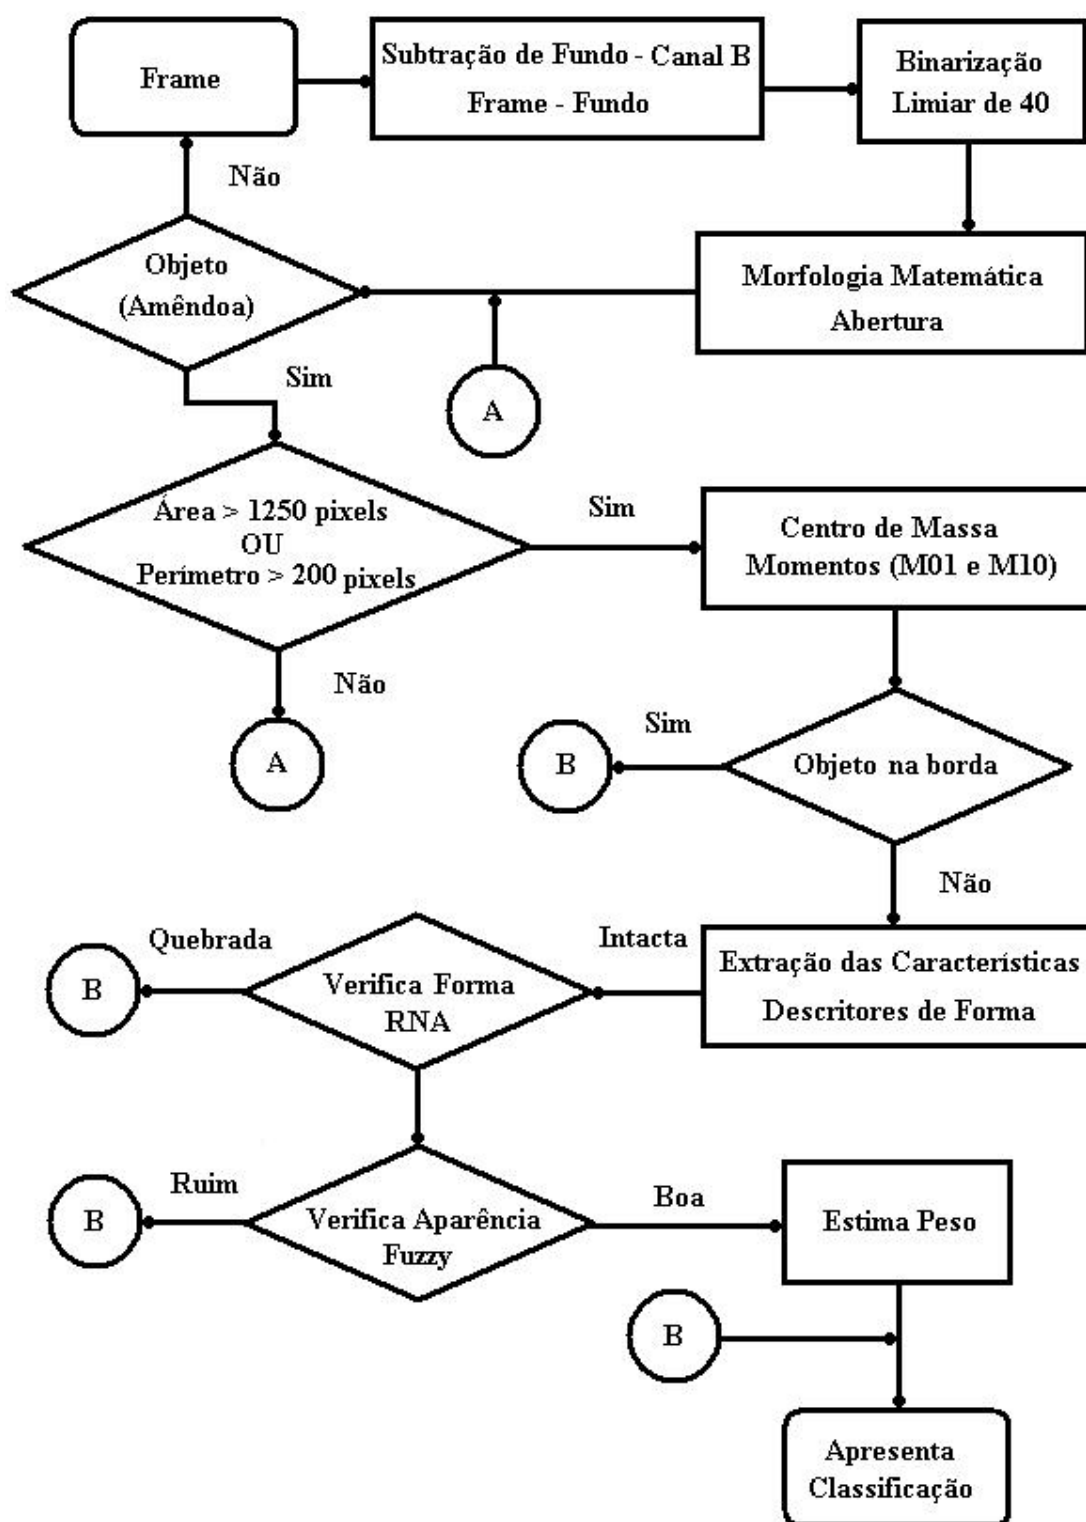 Frame
Subtração de Fundo - Canal B
Frame - Fundo
Binarização
Limiar de 40
Não
Objeto
(Amêndoa)
Morfologia Matemática
Abertura
Sim
A
Área > 1250 pixels
OU
Perímetro > 200 pixels
Sim
Centro de Massa
Momentos (M01 e M10)
Não
A
Sim
B
Objeto na borda
Não
Quebrada
Intacta
B
Verifica Forma
RNA
Extração das Características
Descritores de Forma
Ruim
B
Verifica Aparência
Fuzzy
Boa
Estima Peso
B
Apresenta
Classificação